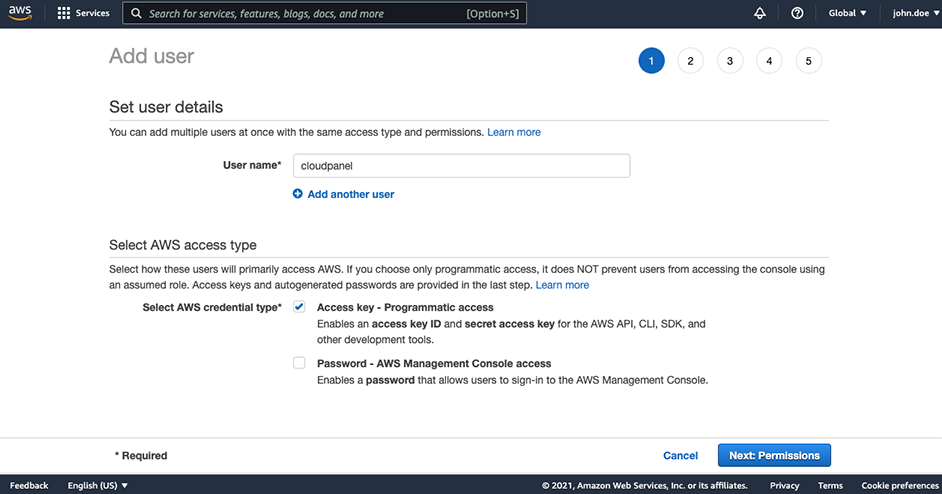 aws Services Search for services, features, blogs, docs, and more [Option+S] Global ▼ john.doe ▼
Add user 1 2 3 4 5
Set user details
You can add multiple users at once with the same access type and permissions. Learn more
User name* cloudpanel
Add another user
Select AWS access type
Select how these users will primarily access AWS. If you choose only programmatic access, it does NOT prevent users from accessing the console using
an assumed role. Access keys and autogenerated passwords are provided in the last step. Learn more
Select AWS credential type* Access key - Programmatic access
Enables an access key ID and secret access key for the AWS API, CLI, SDK, and
other development tools.
Password - AWS Management Console access
Enables a password that allows users to sign-in to the AWS Management Console.
* Required Cancel Next: Permissions
Feedback English (US) ▼ © 2021, Amazon Web Services, Inc. or its affiliates. Privacy Terms Cookie preferences